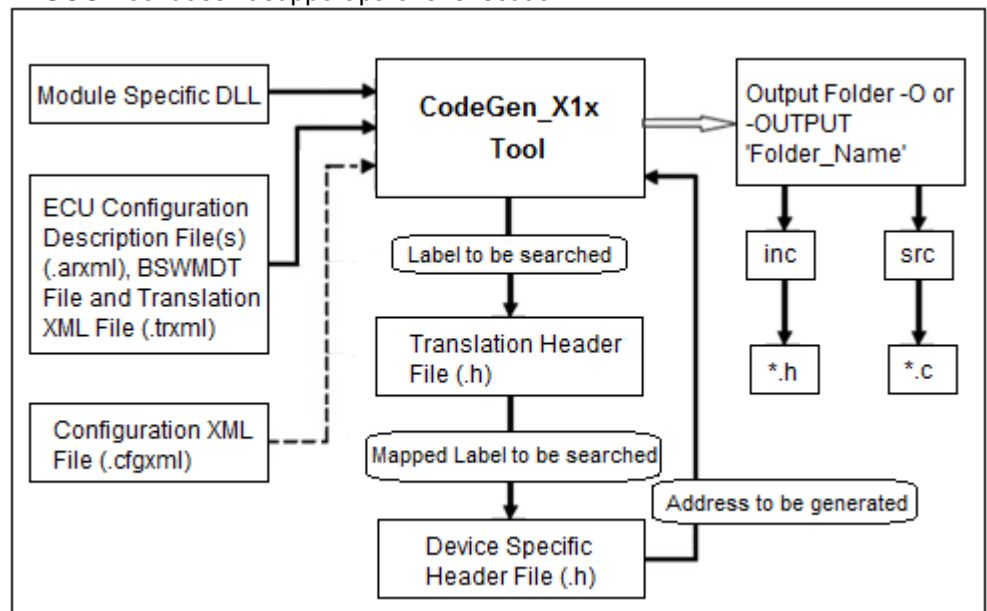 Module Specific DLL
CodeGen_X1x
Tool
Output Folder -O or
-OUTPUT
'Folder_Name'
ECU Configuration
Description File(s)
(.arxml), BSWMDT
File and Translation
XML File (.trxml)
Label to be searched
inc
src
Translation Header
File (.h)
*.h
*.c
Configuration XML
File (.cfgxml)
Mapped Label to be searched
Address to be generated
Device Specific
Header File (.h)